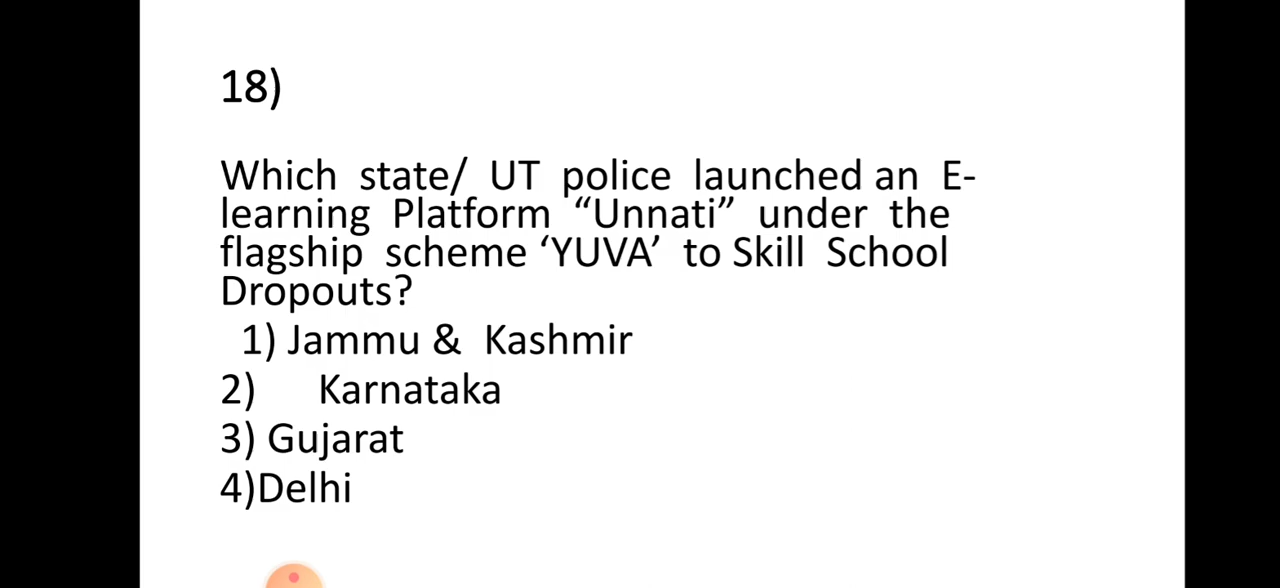 18)
Which state/ UT police launched an E-
learning Platform “Unnati” under the
flagship scheme ‘YUVA’ to Skill School
Dropouts?
1) Jammu & Kashmir
2) Karnataka
3) Gujarat
4)Delhi